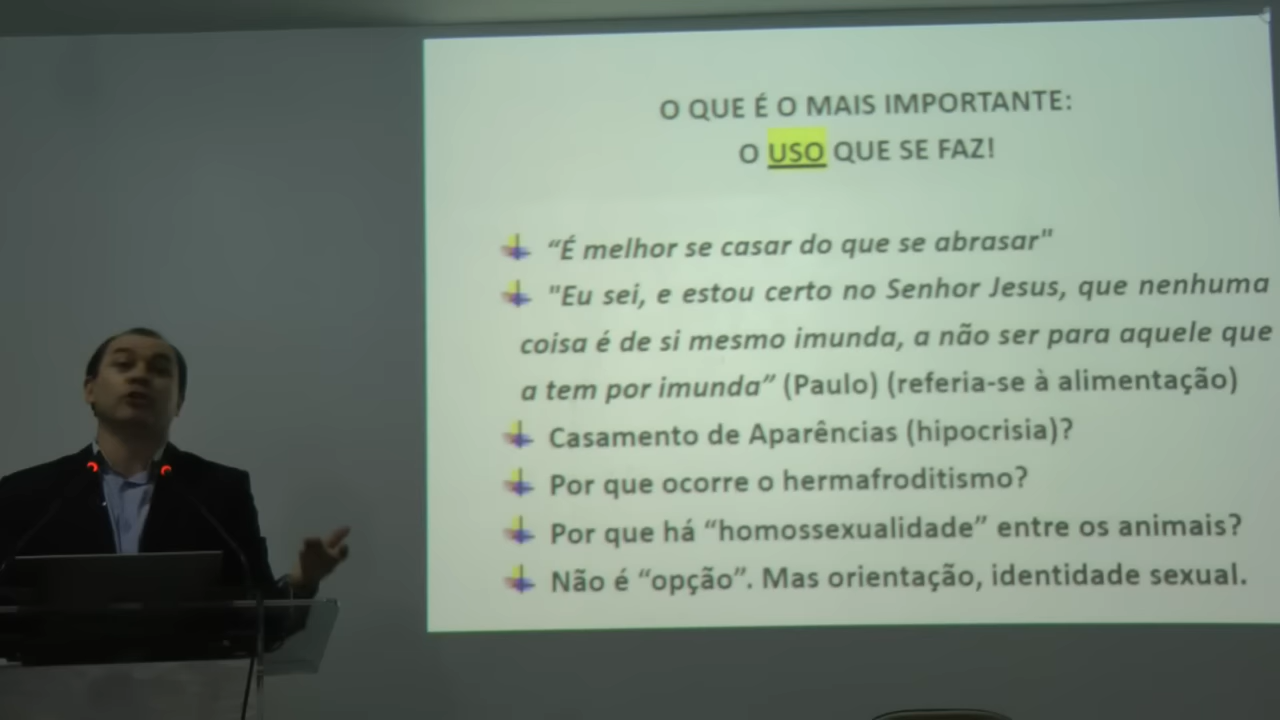 O QUE É O MAIS IMPORTANTE:
O USO QUE SE FAZ!
“É melhor se casar do que se abrasar"
"Eu sei, e estou certo no Senhor Jesus, que nenhuma
coisa é de si mesmo imunda, a não ser para aquele que
a tem por imunda” (Paulo) (referia-se à alimentação)
Casamento de Aparências (hipocrisia)?
Por que ocorre o hermafroditismo?
Por que há “homossexualidade” entre os animais?
Não é “opção”. Mas orientação, identidade sexual.